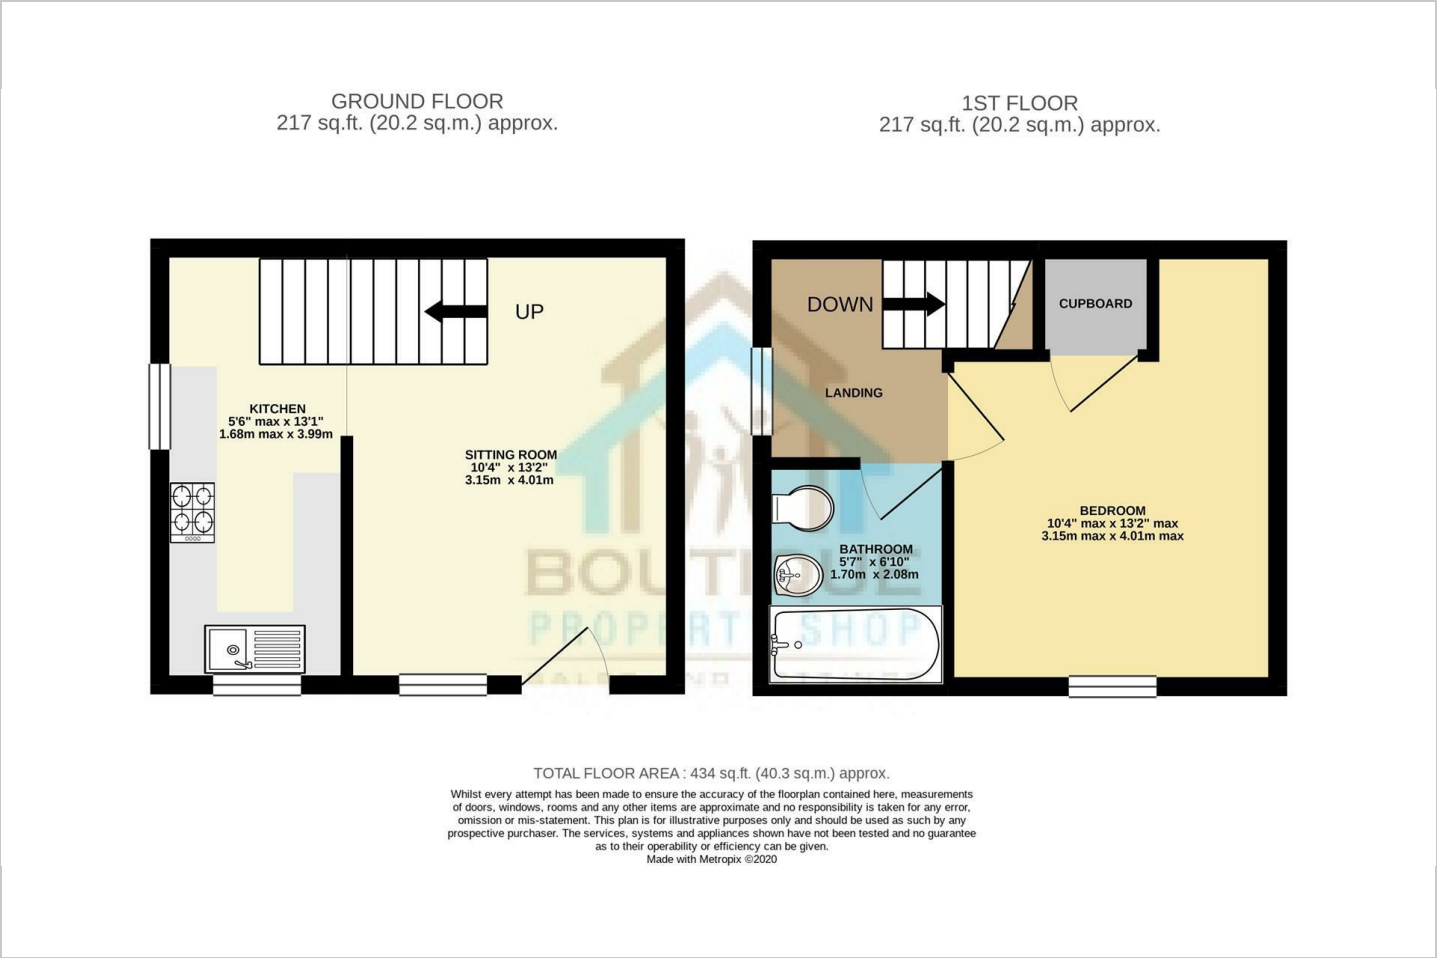 GROUND FLOOR
217 sq.ft. (20.2 sq.m.) approx.
1ST FLOOR
217 sq.ft. (20.2 sq.m.) approx.
UP
KITCHEN
5'6" max x 13'1"
1.68m max x 3.99m
SITTING ROOM
10'4" x 13'2"
3.15m x 4.01m
DOWN
CUPBOARD
LANDING
BEDROOM
10'4" max x 13'2" max
3.15m max x 4.01m max
BATHROOM
5'7" x 6'10"
1.70m x 2.08m
BOUTIQUE
PROPERTY SHOP
TOTAL FLOOR AREA : 434 sq.ft. (40.3 sq.m.) approx.
Whilst every attempt has been made to ensure the accuracy of the floorplan contained here, measurements
of doors, windows, rooms and any other items are approximate and no responsibility is taken for any error,
omission or mis-statement. This plan is for illustrative purposes only and should be used as such by any
prospective purchaser. The services, systems and appliances shown have not been tested and no guarantee
as to their operability or efficiency can be given.
Made with Metropix ©2020